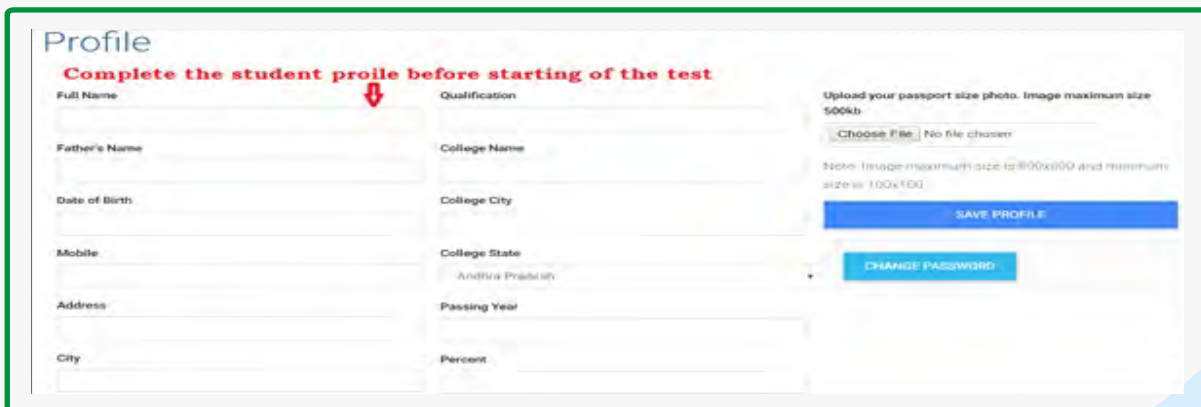 Profile
Complete the student proile before starting of the test
Full Name
Father's Name
Date of Birth
Mobile
Address
City
Qualification
College Name
College City
College State
Andhra Pradesh
Passing Year
Percent
Upload your passport size photo. Image maximum size
500kb
Choose File No file chosen
Note: Image maximum size is 600x600 and minimum
size is 100x100
SAVE PROFILE
CHANGE PASSWORD